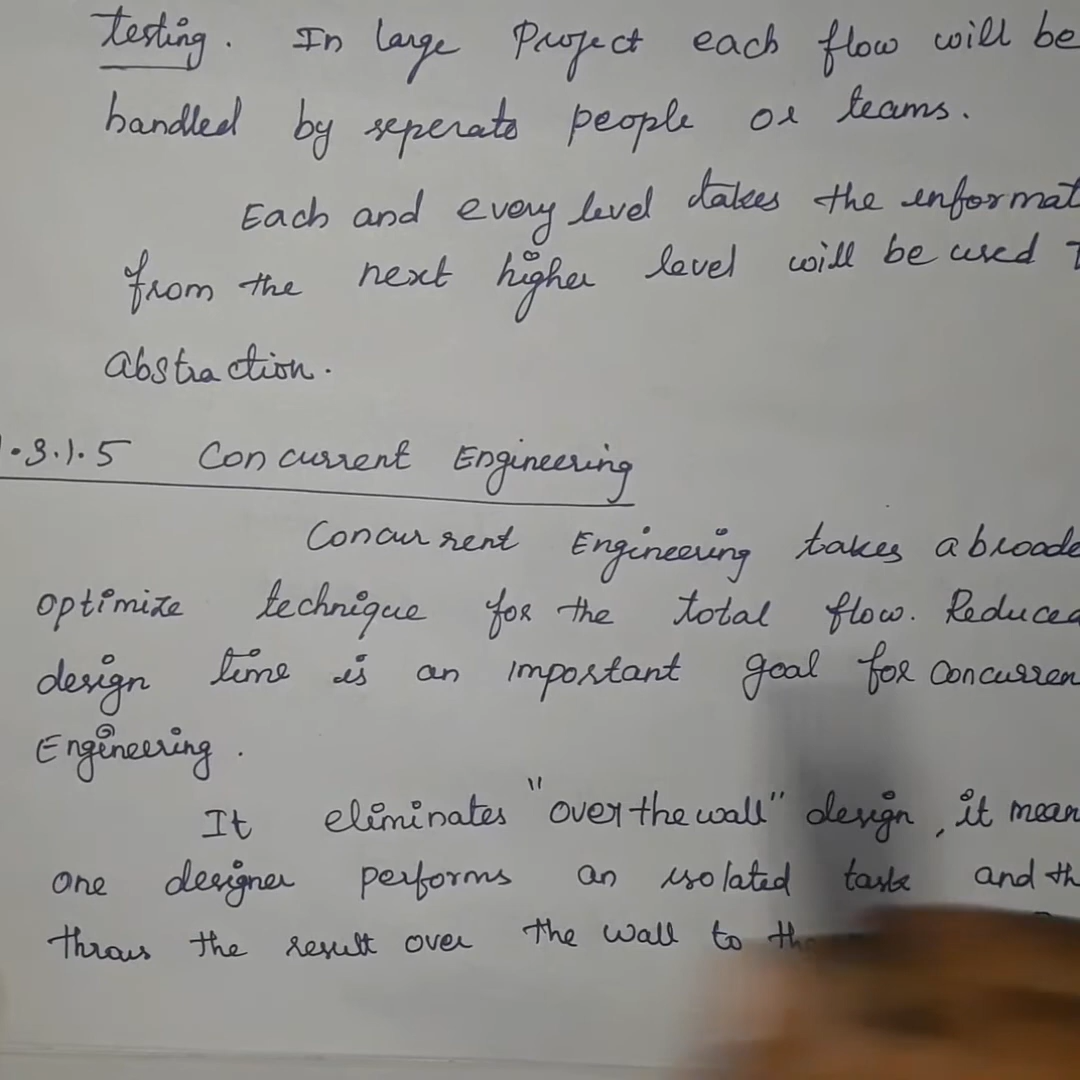 testing. In large Project each flow will be
handled by seperate people or teams.
Each and every level takes the informat
from the next higher level will be used
abstraction.
.3.1.5 Concurrent Engineering
Concurrent Engineering takes a broade
optimize technique for the total flow. Reduced
design time is an important goal for Concurren
Engineering.
It eliminates "over the wall" design, it mean
one designer performs an isolated task and th
throws the result over the wall to th